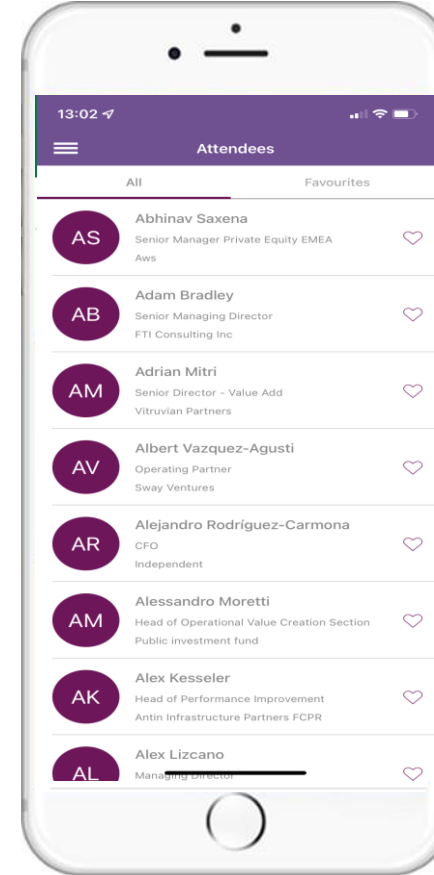 13:02
Attendees
All Favourites
AS
Abhinav Saxena
Senior Manager Private Equity EMEA
Aws
AB
Adam Bradley
Senior Managing Director
FTI Consulting Inc
AM
Adrian Mitri
Senior Director - Value Add
Vitruvian Partners
AV
Albert Vazquez-Agusti
Operating Partner
Sway Ventures
AR
Alejandro Rodríguez-Carmona
CFO
Independent
AM
Alessandro Moretti
Head of Operational Value Creation Section
Public investment fund
AK
Alex Kesseler
Head of Performance Improvement
Antin Infrastructure Partners FCPR
AL
Alex Lizcano
Managing Director